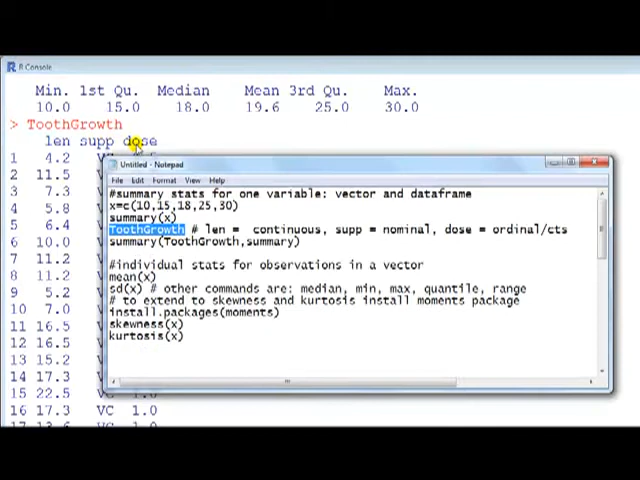 R Console
Min. 1st Qu. Median Mean 3rd Qu. Max.
10.0 15.0 18.0 19.6 25.0 30.0
> ToothGrowth
len supp dose
1 4.2
2 11.5
3 7.3
4 5.8
5 6.4
6 10.0
7 11.2
8 11.2
9 5.2
10 7.0
11 16.5
12 16.5
13 15.2
14 17.3
15 22.5 VC 1.0
16 17.3 VC 1.0
Untitled - Notepad
File Edit Format View Help
#summary stats for one variable: vector and dataframe
x=c(10,15,18,25,30)
summary(x)
ToothGrowth # len = continuous, supp = nominal, dose = ordinal/cts
summary(ToothGrowth,summary)
#individual stats for observations in a vector
mean(x)
sd(x) # other commands are: median, min, max, quantile, range
# to extend to skewness and kurtosis install moments package
install.packages(moments)
skewness(x)
kurtosis(x)